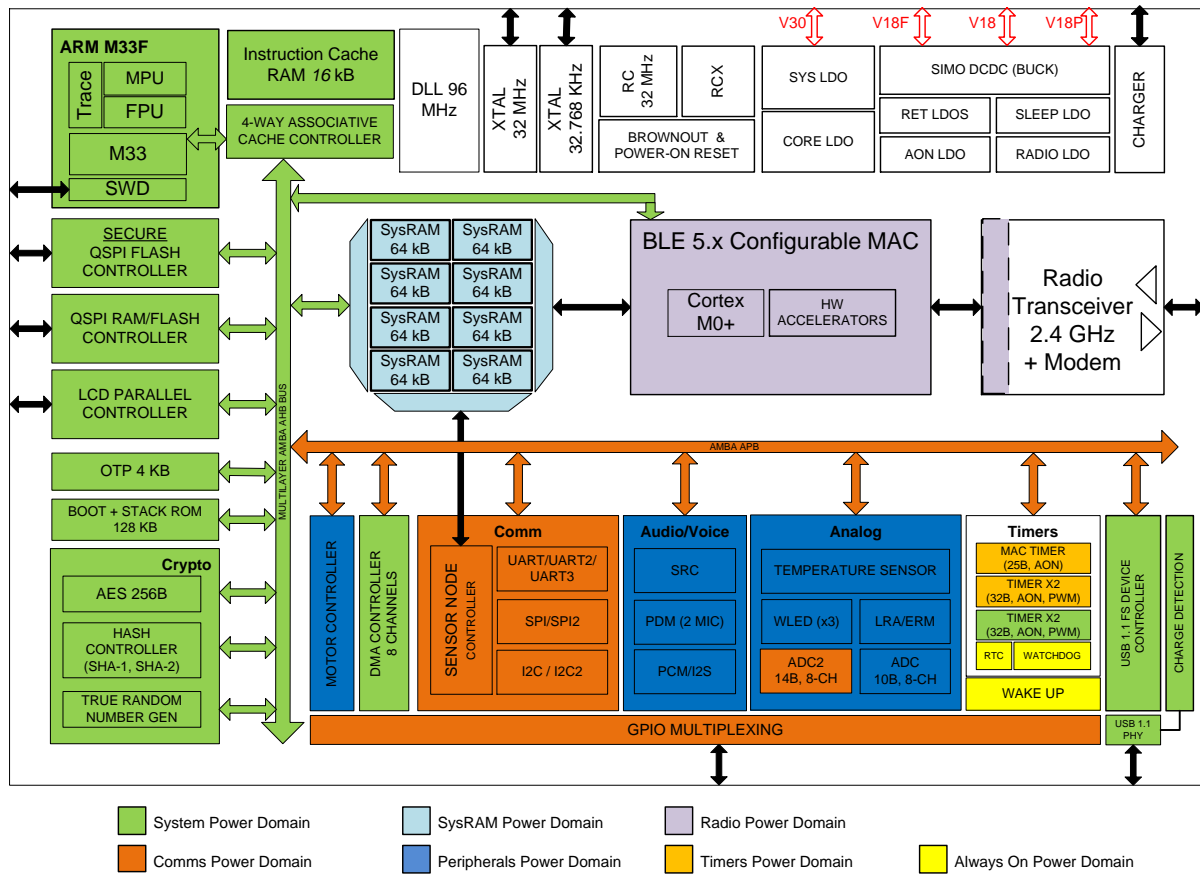 V30
V18F
V18
V18P
ARM M33F
Trace
MPU
FPU
M33
SWD
Instruction Cache
RAM 16 kB
4-WAY ASSOCIATIVE
CACHE CONTROLLER
DLL 96
MHz
XTAL
32 MHz
XTAL
32.768 KHz
RC
32 MHz
RCX
BROWNOUT &
POWER-ON RESET
SYS LDO
CORE LDO
SIMO DCDC (BUCK)
RET LDOS
SLEEP LDO
AON LDO
RADIO LDO
CHARGER
SECURE
QSPI FLASH
CONTROLLER
QSPI RAM/FLASH
CONTROLLER
LCD PARALLEL
CONTROLLER
OTP 4 KB
BOOT + STACK ROM
128 KB
Crypto
AES 256B
HASH
CONTROLLER
(SHA-1, SHA-2)
TRUE RANDOM
NUMBER GEN
MULTILAYER AMBA AHB BUS
SysRAM
64 kB
SysRAM
64 kB
SysRAM
64 kB
SysRAM
64 kB
SysRAM
64 kB
SysRAM
64 kB
SysRAM
64 kB
SysRAM
64 kB
BLE 5.x Configurable MAC
Cortex
M0+
HW
ACCELERATORS
Radio
Transceiver
2.4 GHz
+ Modem
AMBA APB
MOTOR CONTROLLER
DMA CONTROLLER
8 CHANNELS
Comm
SENSOR NODE
CONTROLLER
UART/UART2/
UART3
SPI/SPI2
I2C / I2C2
Audio/Voice
SRC
PDM (2 MIC)
PCM/I2S
Analog
TEMPERATURE SENSOR
WLED (x3)
LRA/ERM
ADC2
14B, 8-CH
ADC
10B, 8-CH
Timers
MAC TIMER
(25B, AON)
TIMER X2
(32B, AON, PWM)
TIMER X2
(32B, AON, PWM)
RTC
WATCHDOG
WAKE UP
USB 1.1 FS DEVICE
CONTROLLER
CHARGE DETECTION
GPIO MULTIPLEXING
USB 1.1
PHY
System Power Domain
SysRAM Power Domain
Radio Power Domain
Comms Power Domain
Peripherals Power Domain
Timers Power Domain
Always On Power Domain